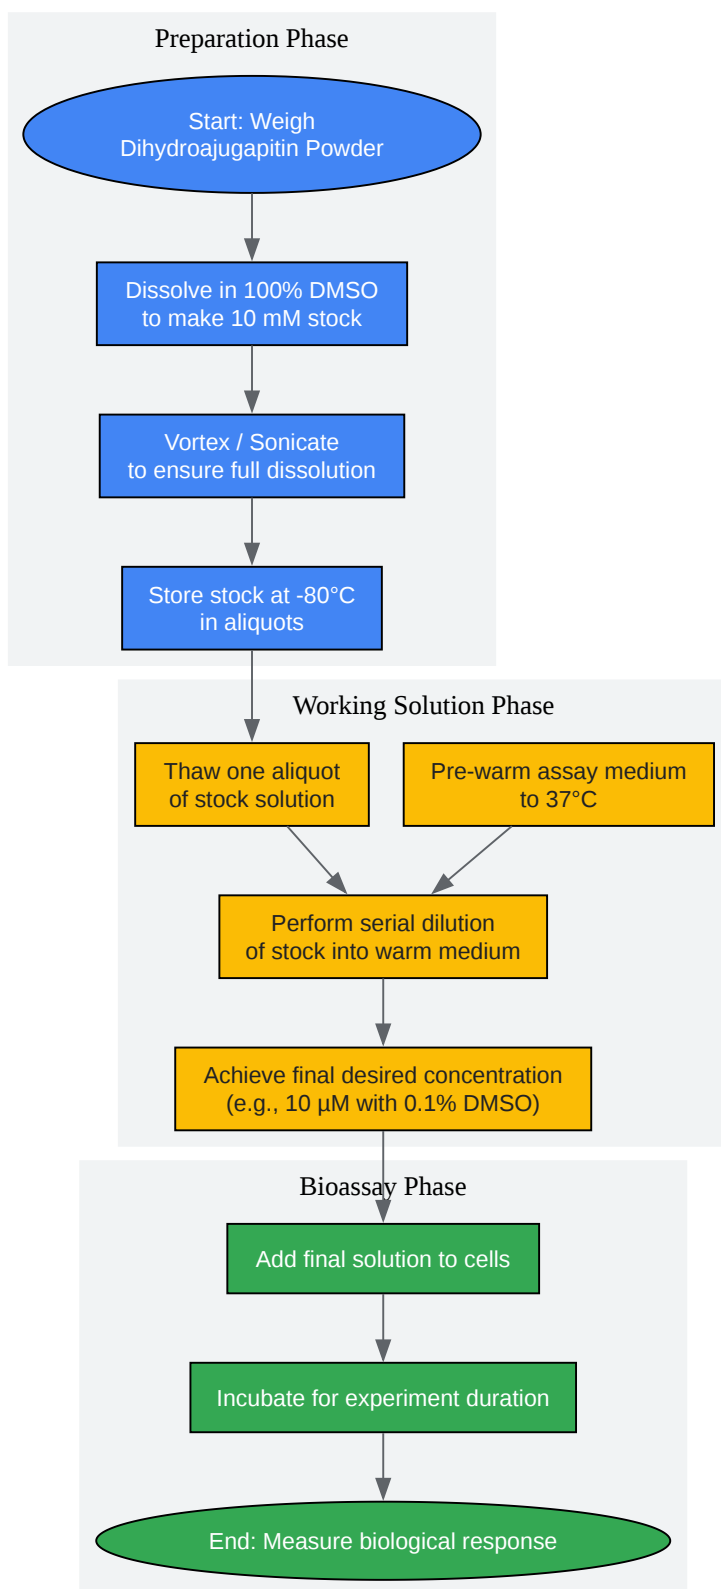 Preparation Phase
Start: Weigh
Dihydroajugapitin Powder
Dissolve in 100% DMSO
to make 10 mM stock
Vortex / Sonicate
to ensure full dissolution
Store stock at -80°C
in aliquots
Working Solution Phase
Thaw one aliquot
of stock solution
Pre-warm assay medium
to 37°C
Perform serial dilution
of stock into warm medium
Achieve final desired concentration
(e.g., 10 µM with 0.1% DMSO)
Bioassay Phase
Add final solution to cells
Incubate for experiment duration
End: Measure biological response